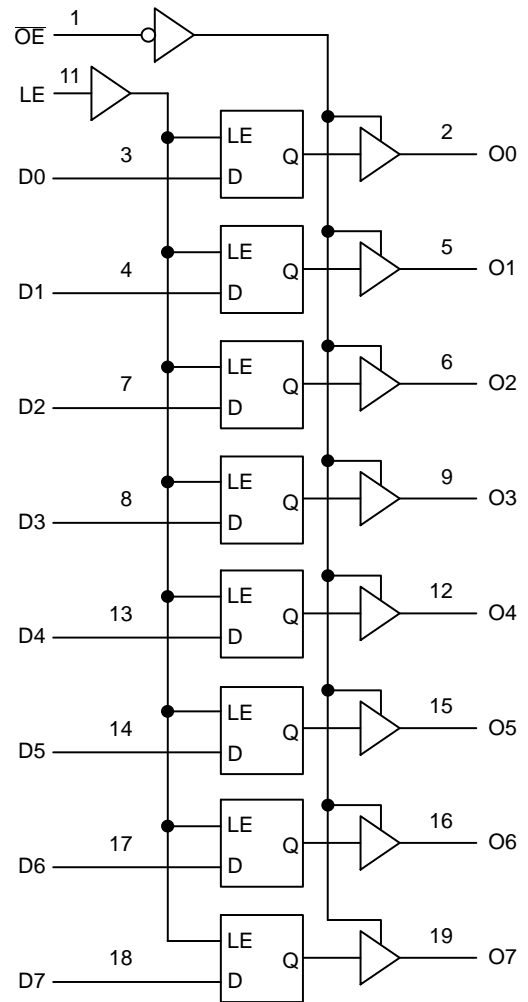 O̅E̅ 1
LE 11
D0 3 LE D Q 2 O0
D1 4 LE D Q 5 O1
D2 7 LE D Q 6 O2
D3 8 LE D Q 9 O3
D4 13 LE D Q 12 O4
D5 14 LE D Q 15 O5
D6 17 LE D Q 16 O6
D7 18 LE D Q 19 O7